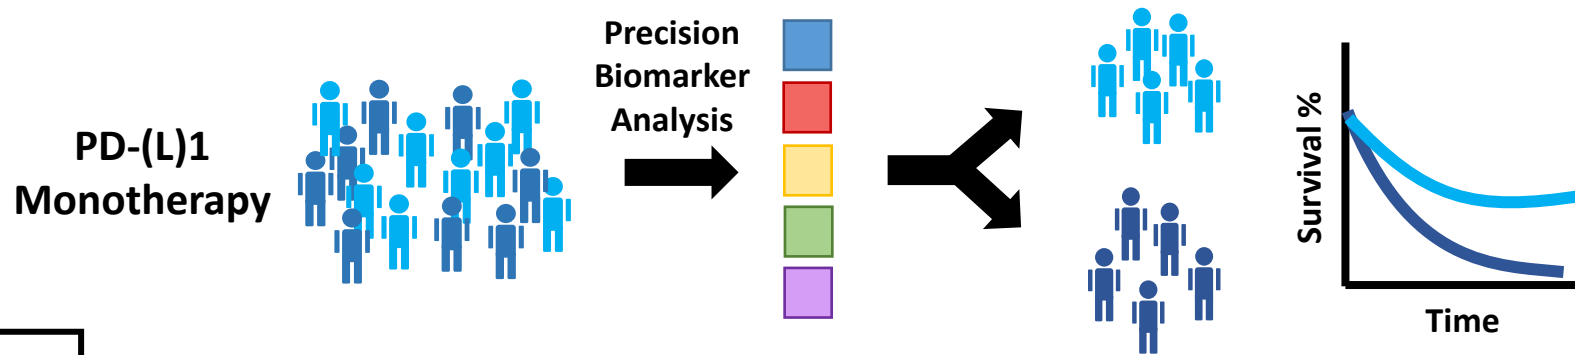 PD-(L)1
Monotherapy
Precision
Biomarker
Analysis
Survival %
Time